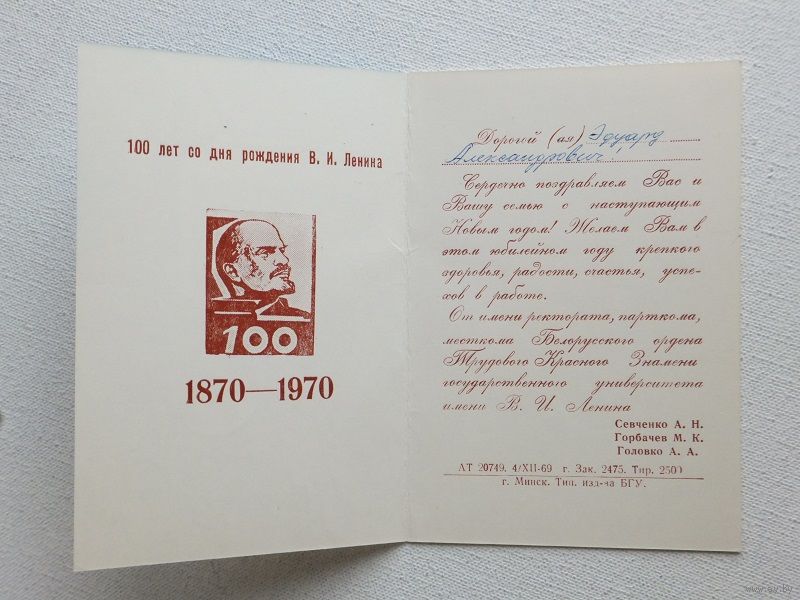 100 лет со дня рождения В. И. Ленина
100
1870—1970
Дорогой (ая) Эдуард
Александрович!
Сердечно поздравляем Вас и
Вашу семью с наступающим
Новым годом! Желаем Вам в
этом юбилейном году крепкого
здоровья, радости, счастья, успе-
хов в работе.
От имени ректората, парткома,
месткома Белорусского ордена
Трудового Красного Знамени
государственного университета
имени В. И. Ленина
Севченко А. Н.
Горбачев М. К.
Головко А. А.
АТ 20749. 4/XII-69 г. Зак. 2475. Тир. 2500
г. Минск. Тип. изд-ва БГУ.
www.ay.by